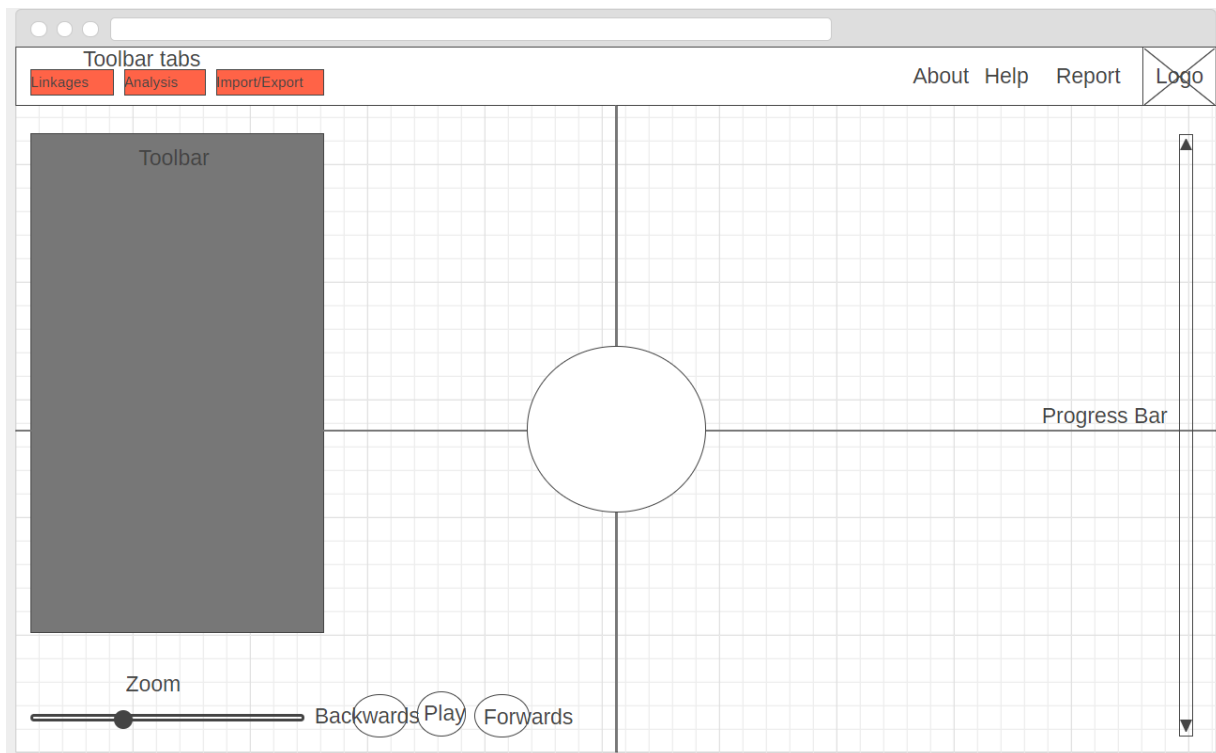 Toolbar tabs
Linkages Analysis Import/Export
About Help Report Logo
Toolbar
Progress Bar
Zoom
Backwards Play Forwards